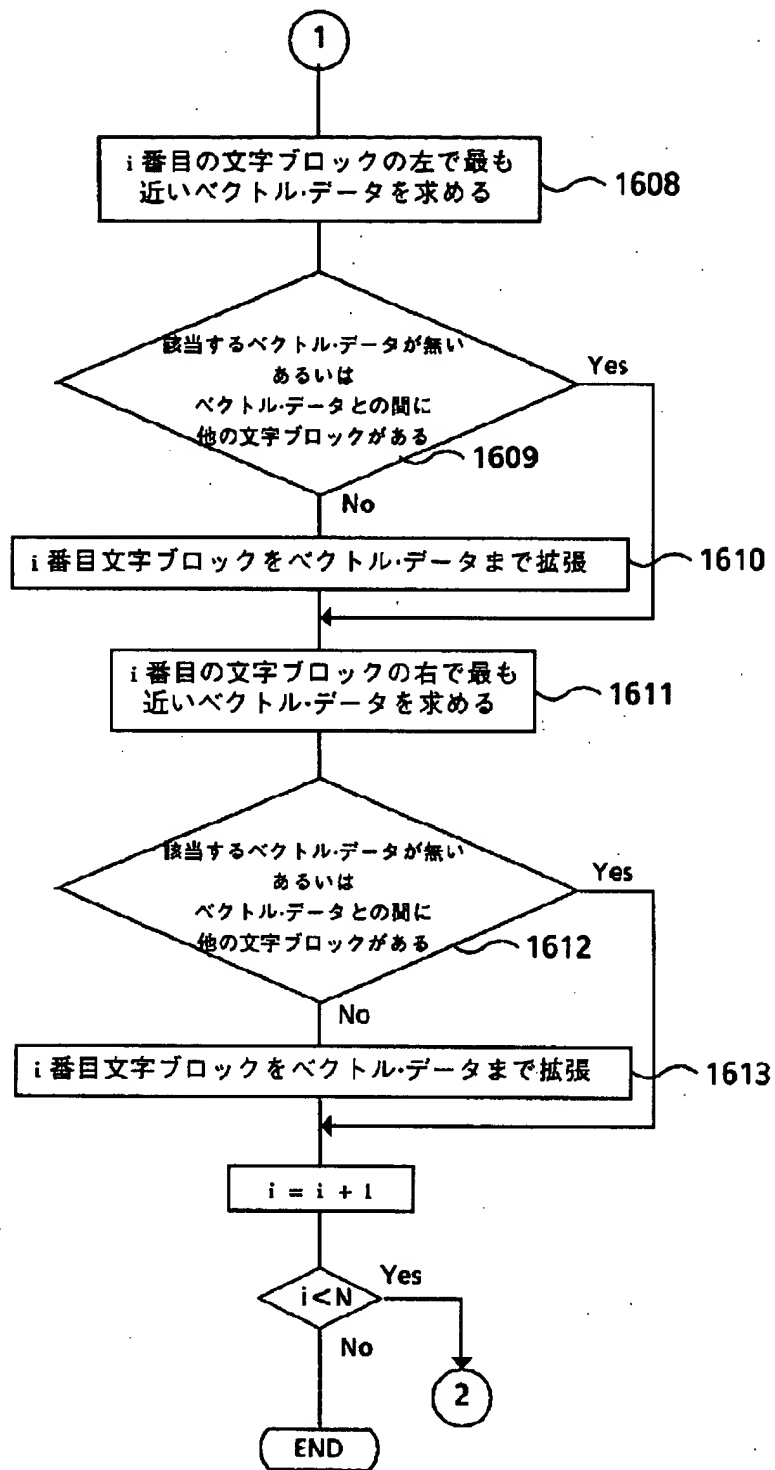 1
i 番目の文字ブロックの左で最も
近いベクトル·データを求める
1608
該当するベクトル·データが無い
あるいは
ベクトル·データとの間に
他の文字ブロックがある
Yes
1609
No
i 番目文字ブロックをベクトル·データまで拡張
1610
i 番目の文字ブロックの右で最も
近いベクトル·データを求める
1611
該当するベクトル·データが無い
あるいは
ベクトル·データとの間に
他の文字ブロックがある
Yes
1612
No
i 番目文字ブロックをベクトル·データまで拡張
1613
i = i + 1
i<N
Yes
No
2
END